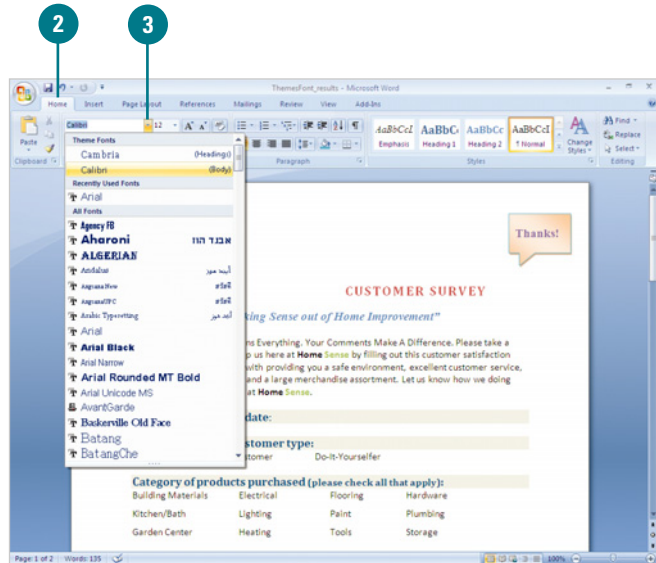 2
3
ThemesFont_results - Microsoft Word
Home Insert Page Layout References Mailings Review View Add-Ins
Paste
Clipboard
Calibri 12
AaBbCcI AaBbC AaBbCc AaBbCcI
Emphasis Heading 1 Heading 2 ¶ Normal
Change Styles
Find
Replace
Select
Paragraph Styles Editing
Theme Fonts
Cambria (Headings)
Calibri (Body)
Recently Used Fonts
Arial
All Fonts
Agency FB
Aharoni אבגד הוז
ALGERIAN
Andalus أبجد هوز
AngsanaNew
AngsanaUPC
Arabic Typesetting أبجد هوز
Arial
Arial Black
Arial Narrow
Arial Rounded MT Bold
Arial Unicode MS
AvantGarde
Baskerville Old Face
Batang
BatangChe
Thanks!
CUSTOMER SURVEY
king Sense out of Home Improvement"
ns Everything. Your Comments Make A Difference. Please take a
p us here at Home Sense by filling out this customer satisfaction
with providing you a safe environment, excellent customer service,
and a large merchandise assortment. Let us know how we doing
at Home Sense.
date:
stomer type:
stomer Do-It-Yourselfer
Category of products purchased (please check all that apply):
Building Materials Electrical Flooring Hardware
Kitchen/Bath Lighting Paint Plumbing
Garden Center Heating Tools Storage
Page: 1 of 2 Words: 135 100%